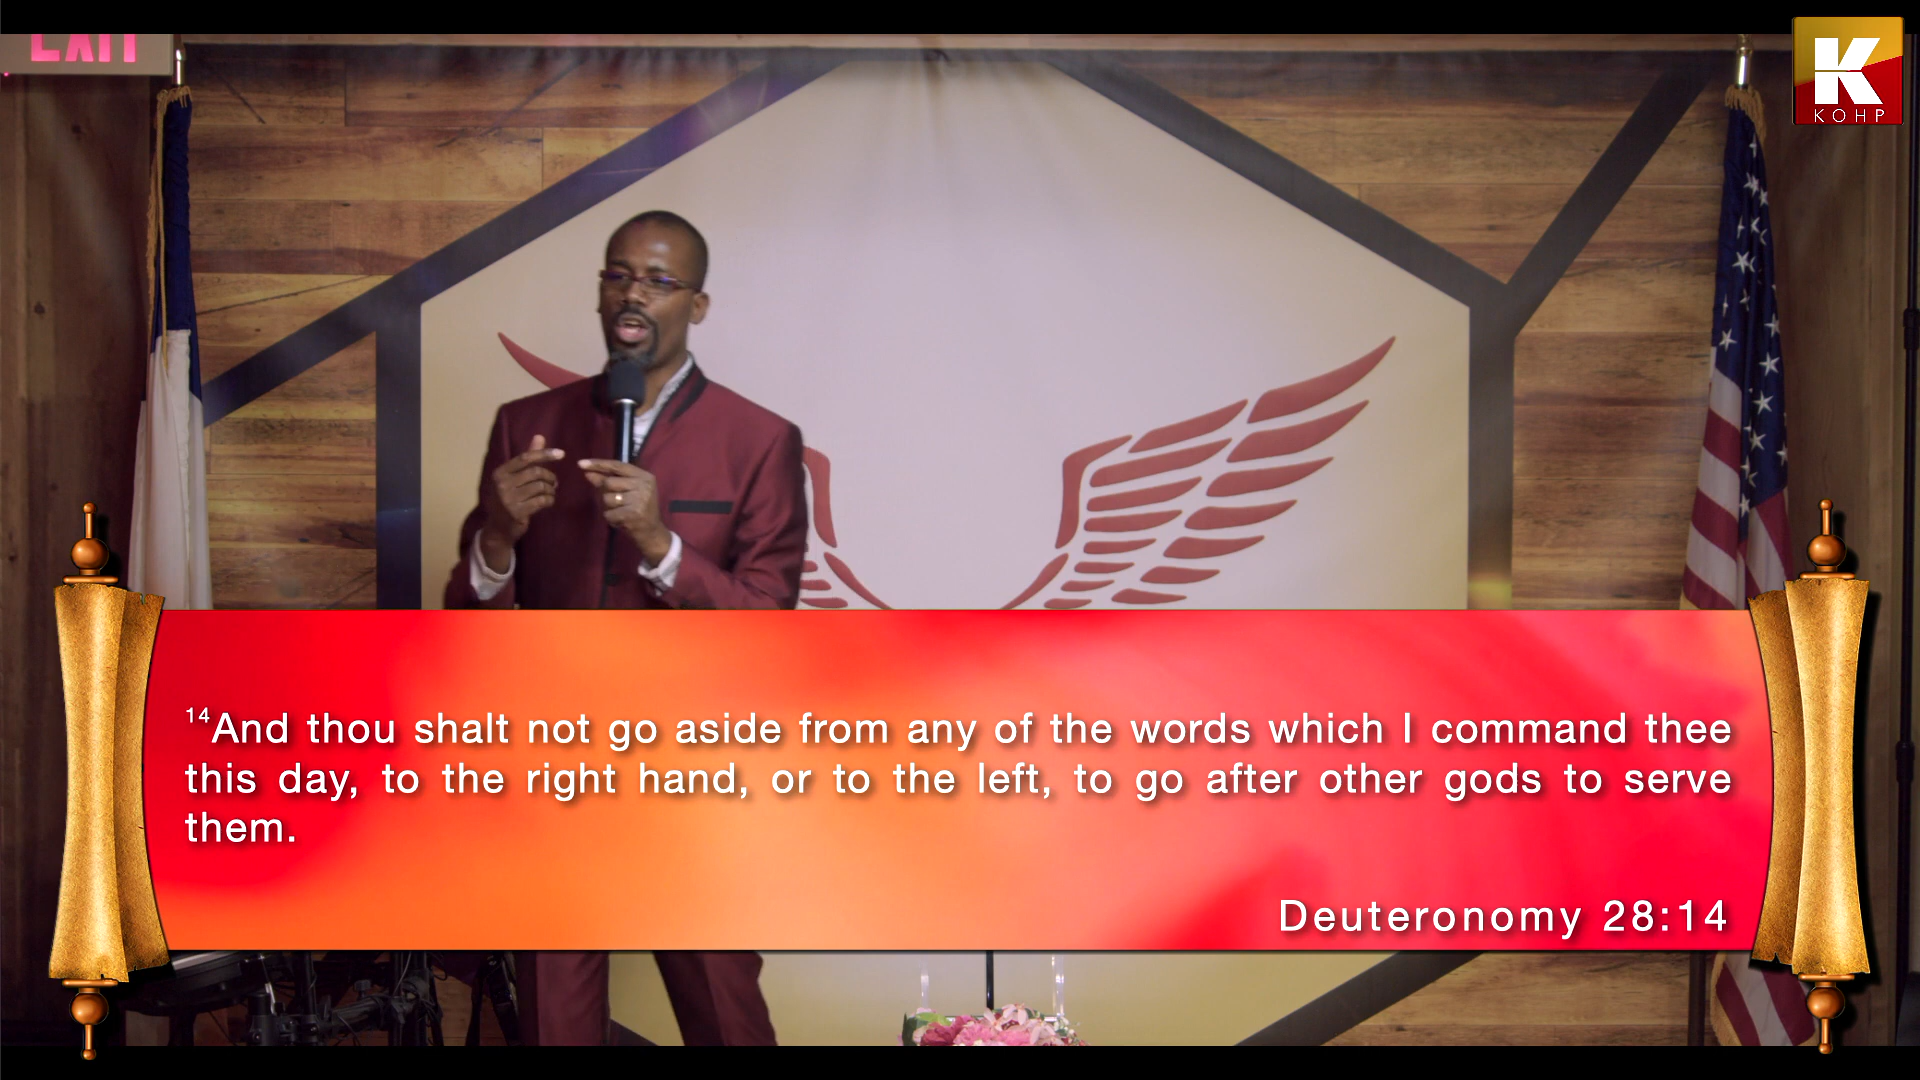 EXIT
K
KOHP
14And thou shalt not go aside from any of the words which I command thee
this day, to the right hand, or to the left, to go after other gods to serve
them.
Deuteronomy 28:14